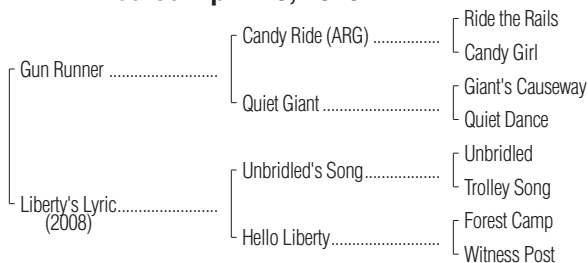 Ride the Rails
Candy Ride (ARG)
Candy Girl
Gun Runner
Giant's Causeway
Quiet Giant
Quiet Dance
Unbridled
Unbridled's Song
Trolley Song
Liberty's Lyric
(2008)
Forest Camp
Hello Liberty
Witness Post